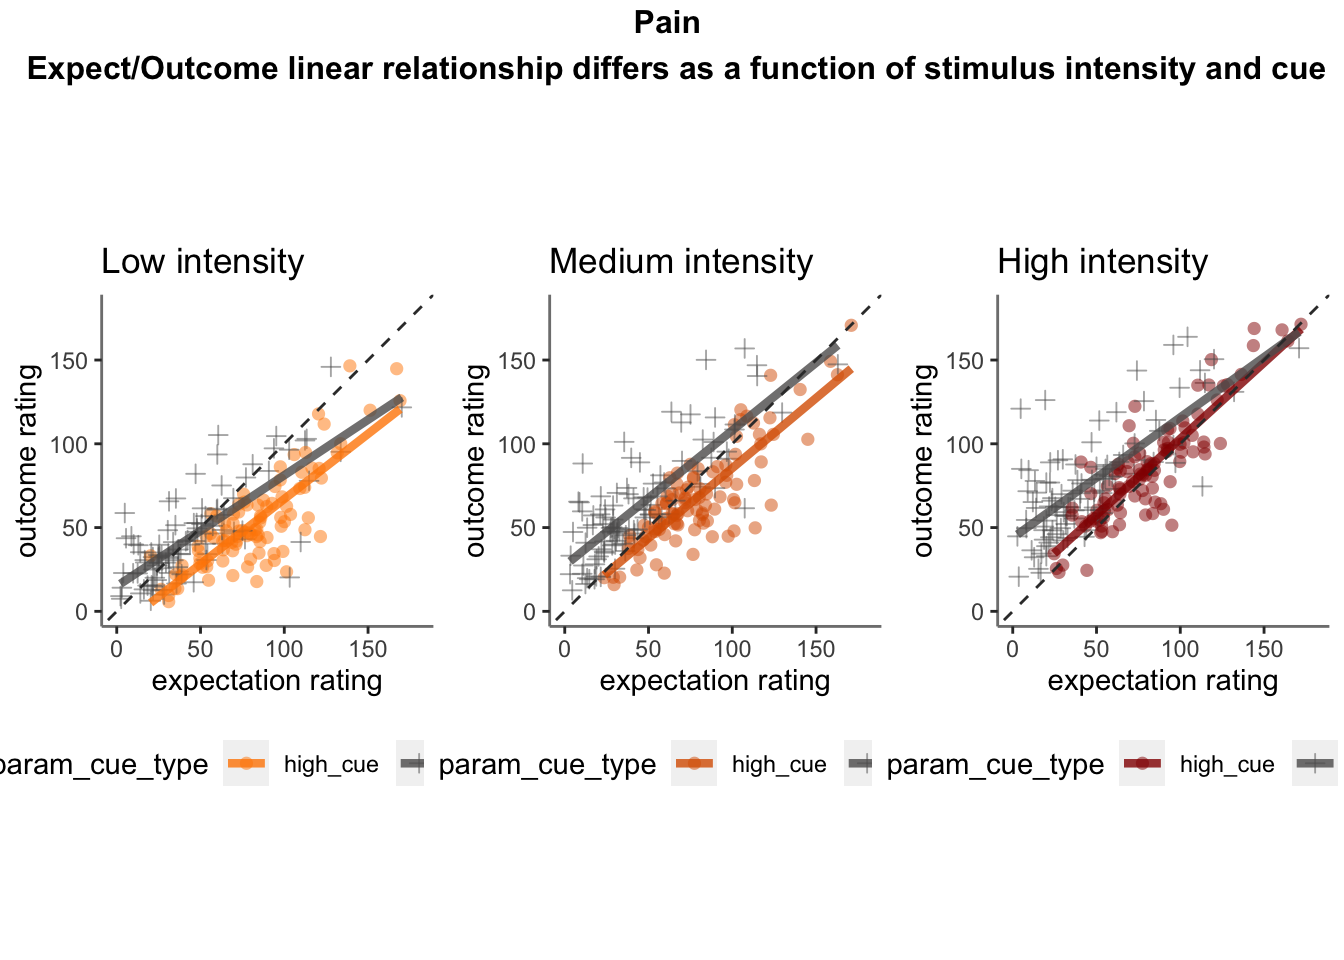 Pain
Expect/Outcome linear relationship differs as a function of stimulus intensity and cue
Low intensity
Medium intensity
High intensity
outcome rating
150
100
50
0
0 50 100 150
expectation rating
outcome rating
150
100
50
0
0 50 100 150
expectation rating
outcome rating
150
100
50
0
0 50 100 150
expectation rating
param_cue_type high_cue
param_cue_type high_cue
param_cue_type high_cue